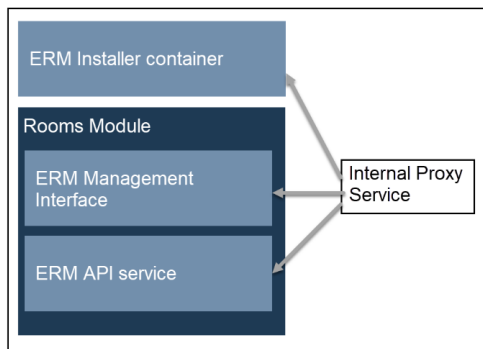 ERM Installer container
Rooms Module
ERM Management
Interface
ERM API service
Internal Proxy
Service